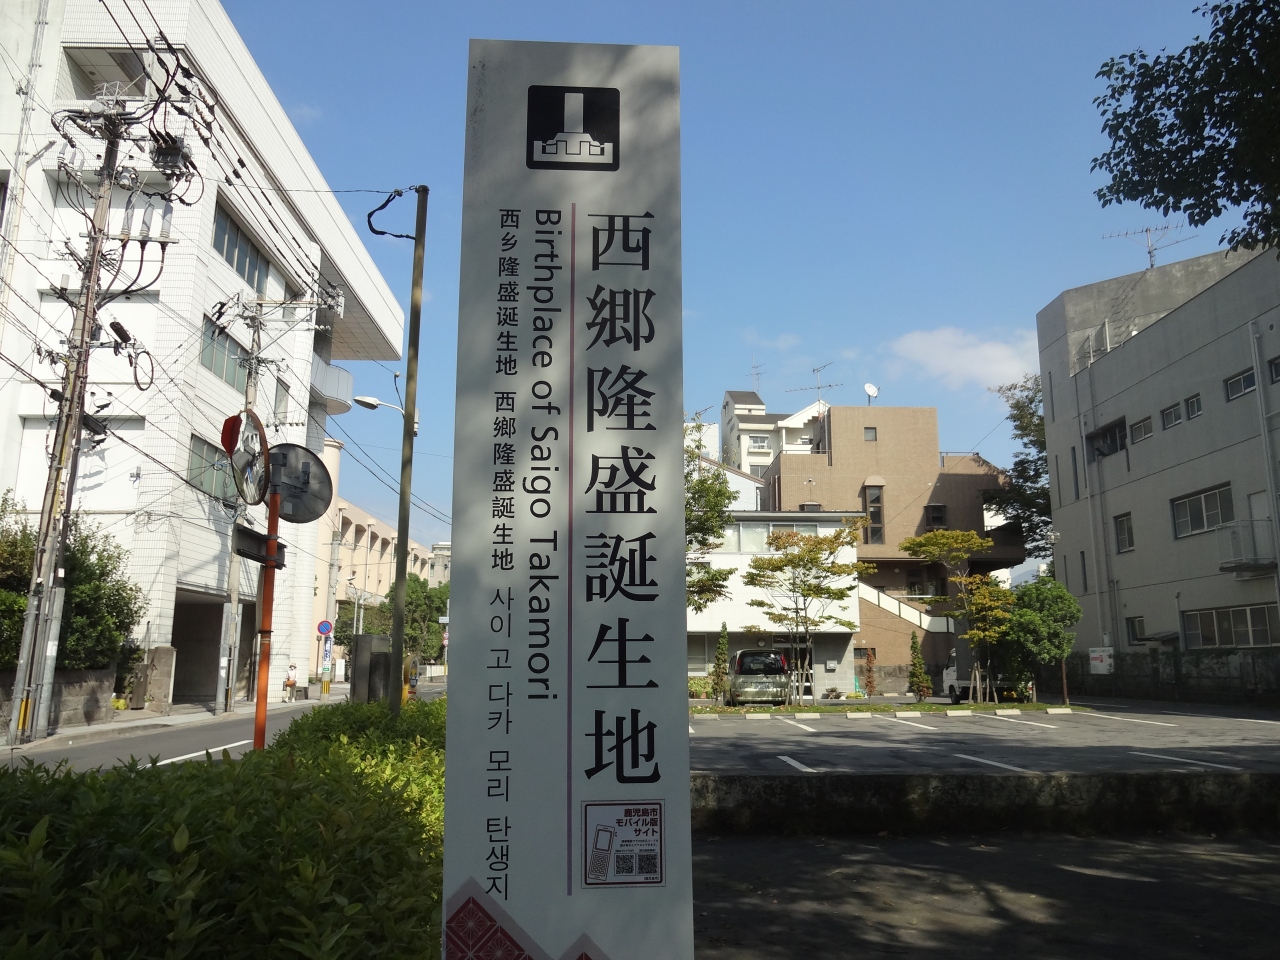 西郷隆盛誕生地
Birthplace of Saigo Takamori
西乡隆盛诞生地 西鄉隆盛誕生地 사이고 다카 모리 탄생지
鹿児島市
モバイル版
サイト